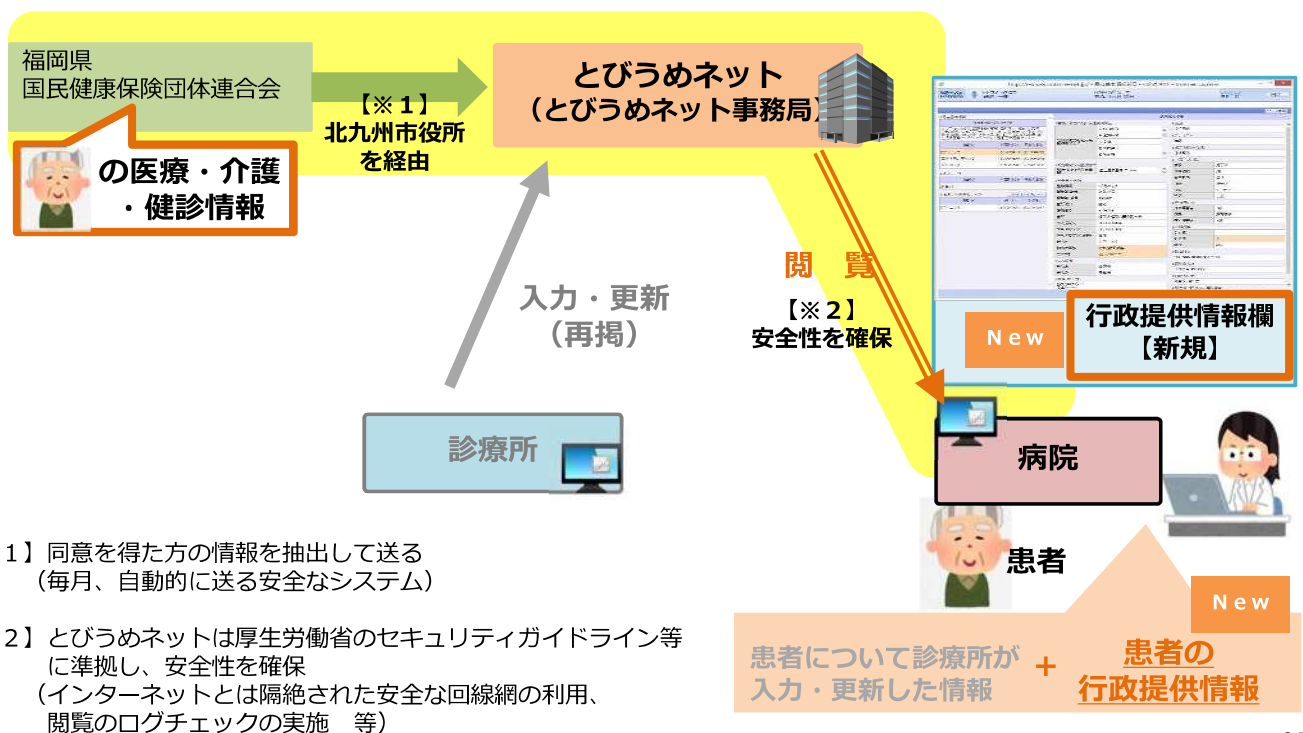 福岡県
国民健康保険団体連合会
の医療・介護
・健診情報
【※１】
北九州市役所
を経由
とびうめネット
（とびうめネット事務局）
入力・更新
（再掲）
閲　覧
【※２】
安全性を確保
Ｎｅｗ
行政提供情報欄
【新規】
診療所
病院
患者
１】同意を得た方の情報を抽出して送る
（毎月、自動的に送る安全なシステム）
２】とびうめネットは厚生労働省のセキュリティガイドライン等
に準拠し、安全性を確保
（インターネットとは隔絶された安全な回線網の利用、
閲覧のログチェックの実施　等）
Ｎｅｗ
患者について診療所が
入力・更新した情報
＋
患者の
行政提供情報